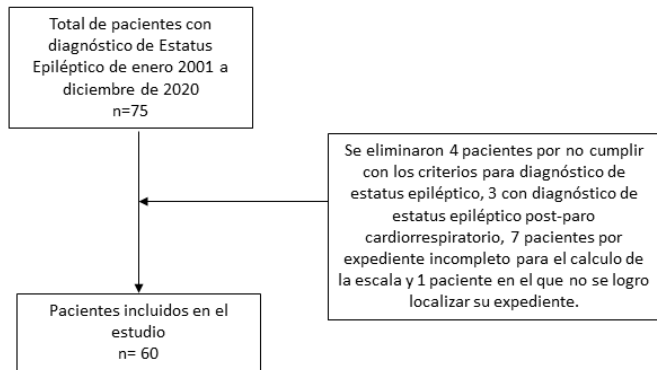 Total de pacientes con
diagnóstico de Estatus
Epiléptico de enero 2001 a
diciembre de 2020
n=75
Se eliminaron 4 pacientes por no cumplir
con los criterios para diagnóstico de
estatus epiléptico, 3 con diagnóstico de
estatus epiléptico post-paro
cardiorrespiratorio, 7 pacientes por
expediente incompleto para el calculo de
la escala y 1 paciente en el que no se logro
localizar su expediente.
Pacientes incluidos en el
estudio
n= 60